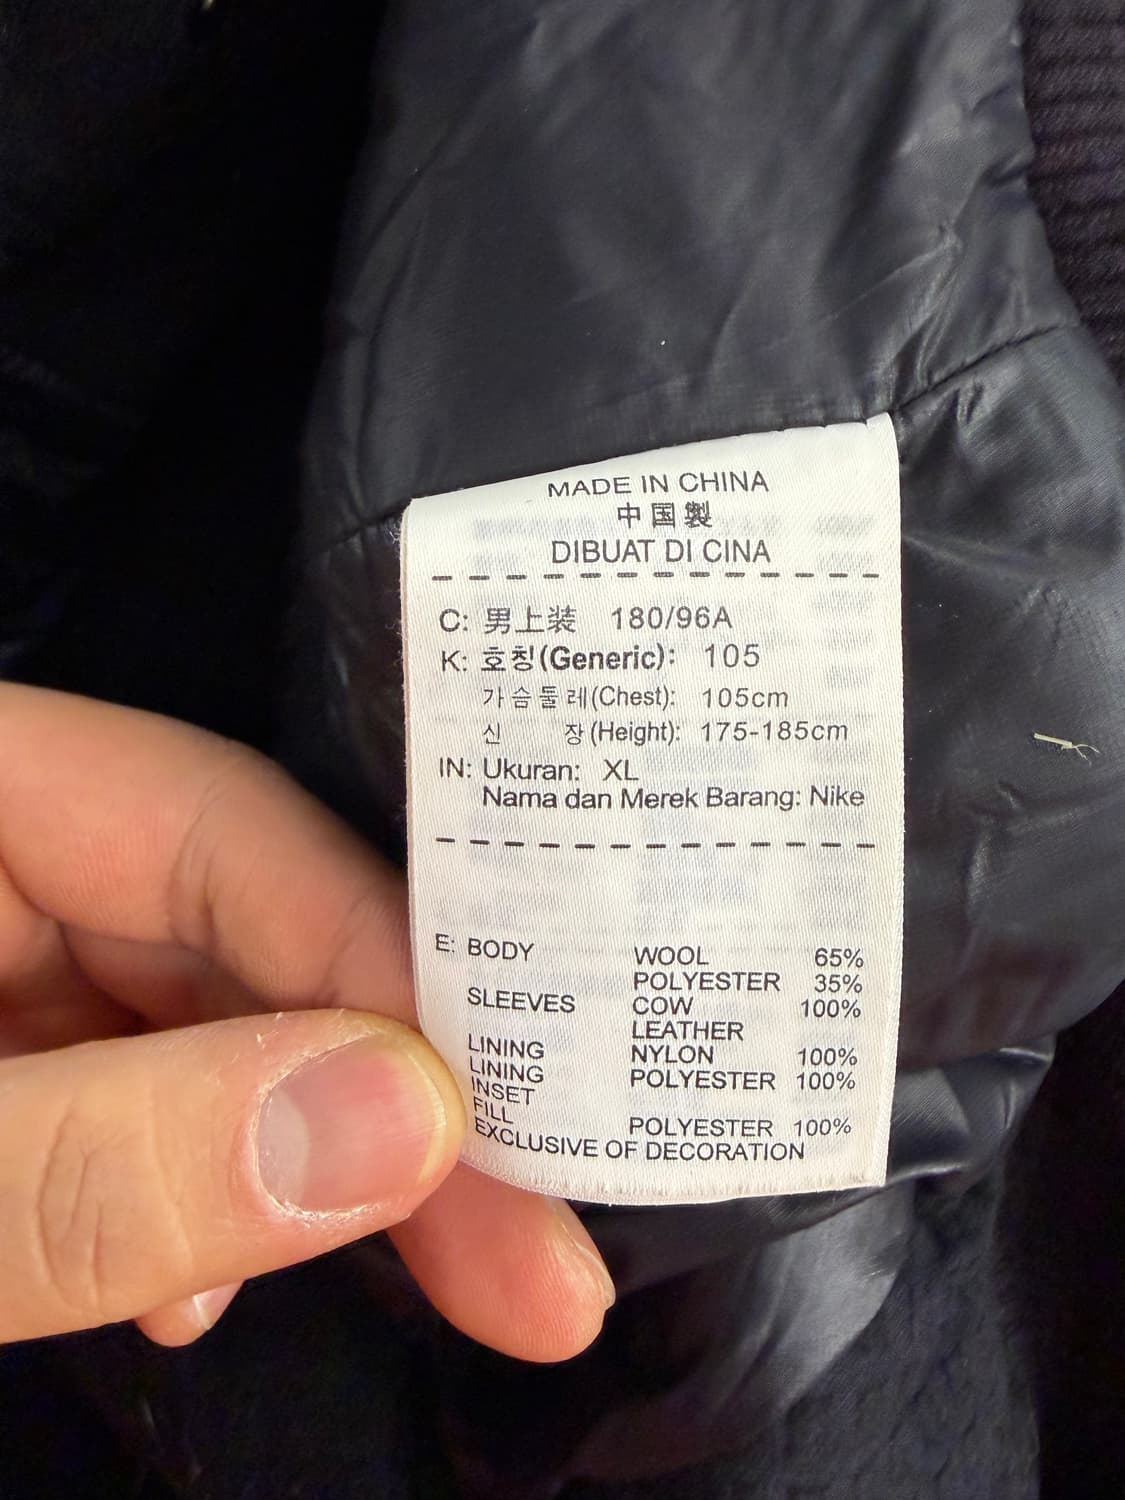 MADE IN CHINA
中国製
DIBUAT DI CINA
C: 男上装 180/96A
K: 호칭(Generic): 105
가슴둘레(Chest): 105cm
신 장(Height): 175-185cm
IN: Ukuran: XL
Nama dan Merek Barang: Nike
E: BODY WOOL 65%
POLYESTER 35%
SLEEVES COW 100%
LEATHER
LINING NYLON 100%
LINING POLYESTER 100%
INSET
FILL POLYESTER 100%
EXCLUSIVE OF DECORATION